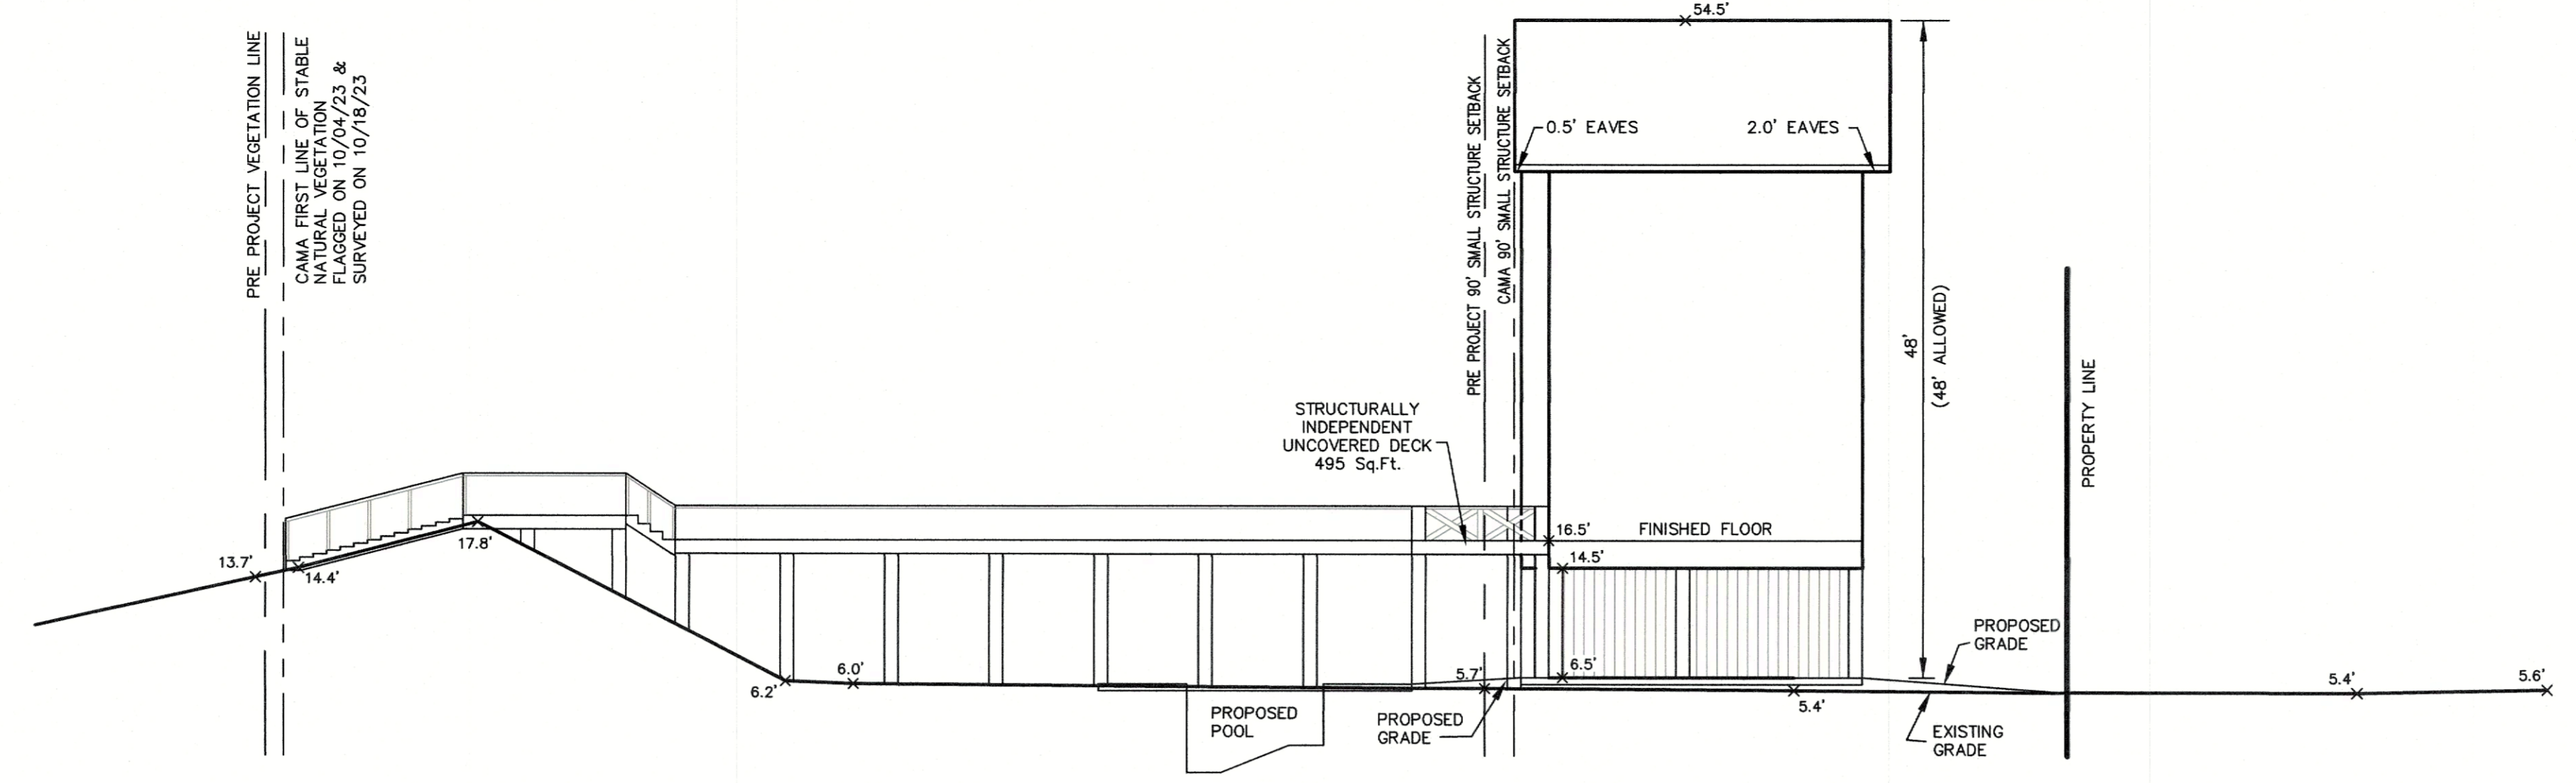 54.5'
PRE PROJECT VEGETATION LINE
CAMA FIRST LINE OF STABLE
NATURAL VEGETATION
FLAGGED ON 10/04/23 &
SURVEYED ON 10/18/23
PRE PROJECT 90' SMALL STRUCTURE SETBACK
CAMA 90' SMALL STRUCTURE SETBACK
0.5' EAVES
2.0' EAVES
48'
(48' ALLOWED)
PROPERTY LINE
STRUCTURALLY
INDEPENDENT
UNCOVERED DECK
495 Sq.Ft.
16.5'
FINISHED FLOOR
14.5'
17.8'
13.7'
14.4'
6.2'
6.0'
5.7'
6.5'
PROPOSED
GRADE
5.4'
5.4'
5.6'
PROPOSED
POOL
PROPOSED
GRADE
EXISTING
GRADE